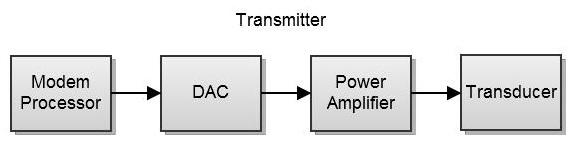 Transmitter
Modem
Processor
DAC
Power
Amplifier
Transducer